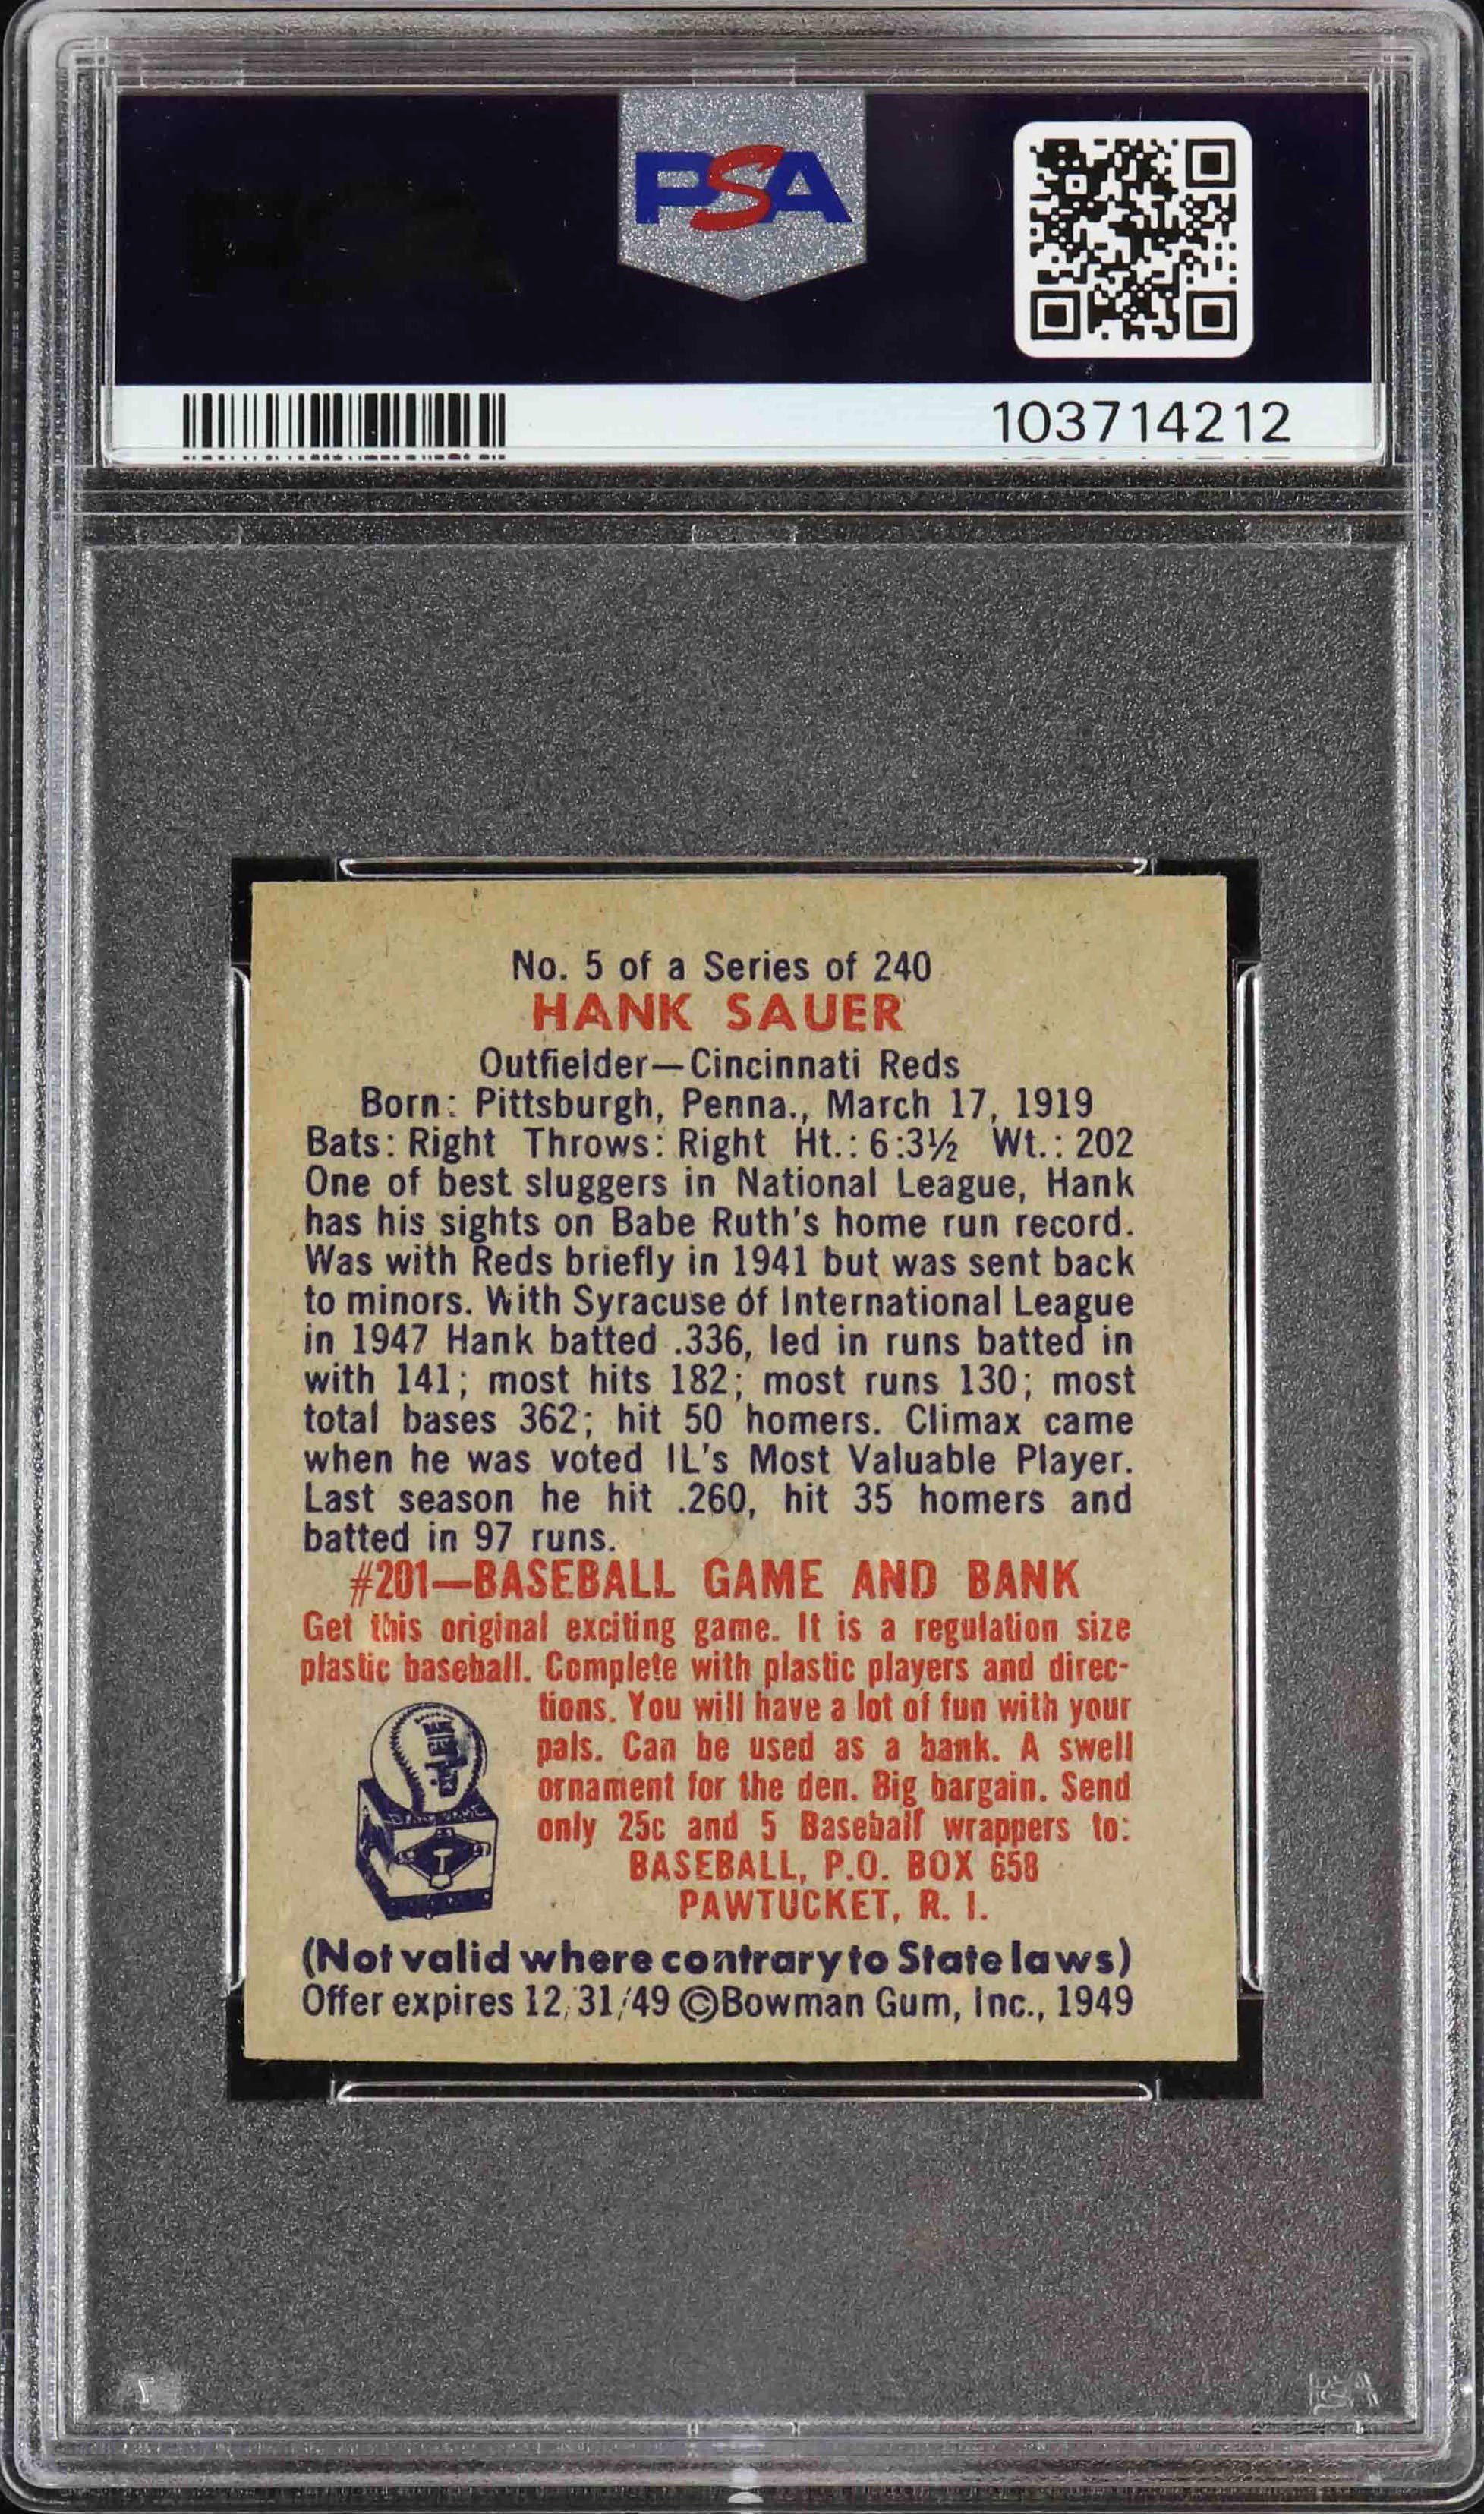 PSA
103714212
No. 5 of a Series of 240
HANK SAUER
Outfielder—Cincinnati Reds
Born: Pittsburgh, Penna., March 17, 1919
Bats: Right Throws: Right Ht.: 6:3½ Wt.: 202
One of best sluggers in National League, Hank
has his sights on Babe Ruth's home run record.
Was with Reds briefly in 1941 but was sent back
to minors. With Syracuse of International League
in 1947 Hank batted .336, led in runs batted in
with 141; most hits 182; most runs 130; most
total bases 362; hit 50 homers. Climax came
when he was voted IL's Most Valuable Player.
Last season he hit .260, hit 35 homers and
batted in 97 runs.
#201—BASEBALL GAME AND BANK
Get this original exciting game. It is a regulation size
plastic baseball. Complete with plastic players and direc-
tions. You will have a lot of fun with your
pals. Can be used as a bank. A swell
ornament for the den. Big bargain. Send
only 25c and 5 Baseball wrappers to:
BASEBALL, P.O. BOX 658
PAWTUCKET, R. I.
(Not valid where contrary to State laws)
Offer expires 12/31/49 ©Bowman Gum, Inc., 1949